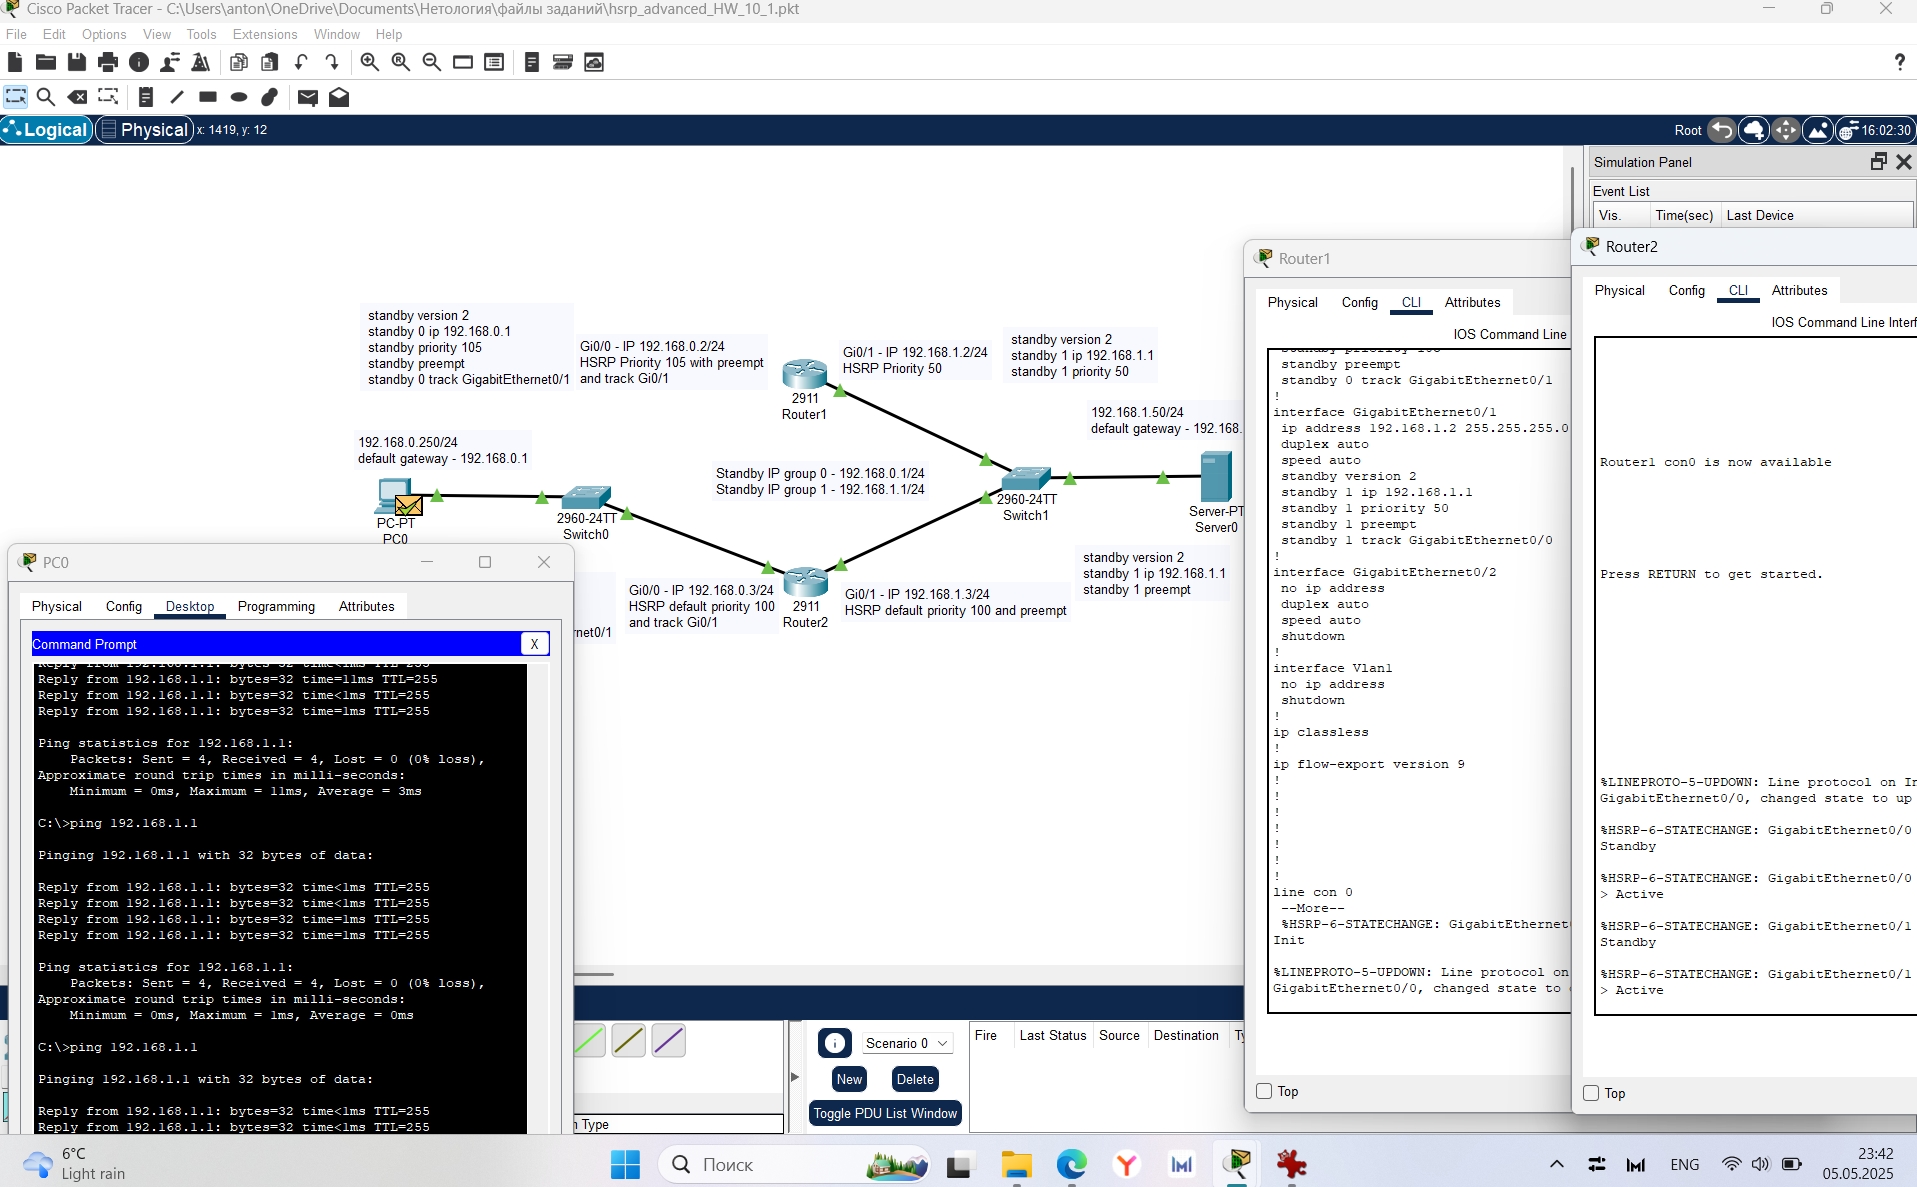 Cisco Packet Tracer - C:\Users\anton\OneDrive\Documents\Нетология\файлы заданий\hsrp_advanced_HW_10_1.pkt
File Edit Options View Tools Extensions Window Help
Logical Physical x: 1419, y: 12
Root 16:02:30
Simulation Panel
Event List
Vis. Time(sec) Last Device
standby version 2
standby 0 ip 192.168.0.1
standby priority 105
standby preempt
standby 0 track GigabitEthernet0/1
Gi0/0 - IP 192.168.0.2/24
HSRP Priority 105 with preempt
and track Gi0/1
2911
Router1
Gi0/1 - IP 192.168.1.2/24
HSRP Priority 50
standby version 2
standby 1 ip 192.168.1.1
standby 1 priority 50
192.168.1.50/24
default gateway - 192.168.
192.168.0.250/24
default gateway - 192.168.0.1
Standby IP group 0 - 192.168.0.1/24
Standby IP group 1 - 192.168.1.1/24
PC-PT
PC0
2960-24TT
Switch0
2960-24TT
Switch1
Server-PT
Server0
net0/1
Gi0/0 - IP 192.168.0.3/24
HSRP default priority 100
and track Gi0/1
2911
Router2
Gi0/1 - IP 192.168.1.3/24
HSRP default priority 100 and preempt
standby version 2
standby 1 ip 192.168.1.1
standby 1 preempt
PC0
Physical Config Desktop Programming Attributes
Command Prompt X
Reply from 192.168.1.1: bytes=32 time<1ms TTL=255
Reply from 192.168.1.1: bytes=32 time=11ms TTL=255
Reply from 192.168.1.1: bytes=32 time<1ms TTL=255
Reply from 192.168.1.1: bytes=32 time=1ms TTL=255
Ping statistics for 192.168.1.1:
Packets: Sent = 4, Received = 4, Lost = 0 (0% loss),
Approximate round trip times in milli-seconds:
Minimum = 0ms, Maximum = 11ms, Average = 3ms
C:\>ping 192.168.1.1
Pinging 192.168.1.1 with 32 bytes of data:
Reply from 192.168.1.1: bytes=32 time<1ms TTL=255
Reply from 192.168.1.1: bytes=32 time<1ms TTL=255
Reply from 192.168.1.1: bytes=32 time=1ms TTL=255
Reply from 192.168.1.1: bytes=32 time=1ms TTL=255
Ping statistics for 192.168.1.1:
Packets: Sent = 4, Received = 4, Lost = 0 (0% loss),
Approximate round trip times in milli-seconds:
Minimum = 0ms, Maximum = 1ms, Average = 0ms
C:\>ping 192.168.1.1
Pinging 192.168.1.1 with 32 bytes of data:
Reply from 192.168.1.1: bytes=32 time<1ms TTL=255
Reply from 192.168.1.1: bytes=32 time<1ms TTL=255
Router1
Physical Config CLI Attributes
IOS Command Line
standby preempt
standby 0 track GigabitEthernet0/1
!
interface GigabitEthernet0/1
ip address 192.168.1.2 255.255.255.0
duplex auto
speed auto
standby version 2
standby 1 ip 192.168.1.1
standby 1 priority 50
standby 1 preempt
standby 1 track GigabitEthernet0/0
!
interface GigabitEthernet0/2
no ip address
duplex auto
speed auto
shutdown
!
interface Vlan1
no ip address
shutdown
!
ip classless
!
ip flow-export version 9
!
!
!
!
!
!
!
line con 0
--More--
%HSRP-6-STATECHANGE: GigabitEthernet
Init
%LINEPROTO-5-UPDOWN: Line protocol on
GigabitEthernet0/0, changed state to
Top
Router2
Physical Config CLI Attributes
IOS Command Line Interf
Router1 con0 is now available
Press RETURN to get started.
%LINEPROTO-5-UPDOWN: Line protocol on In
GigabitEthernet0/0, changed state to up
%HSRP-6-STATECHANGE: GigabitEthernet0/0
Standby
%HSRP-6-STATECHANGE: GigabitEthernet0/0
> Active
%HSRP-6-STATECHANGE: GigabitEthernet0/1
Standby
%HSRP-6-STATECHANGE: GigabitEthernet0/1
> Active
Top
Scenario 0
New Delete
Toggle PDU List Window
Fire Last Status Source Destination Ty
n Type
6°C
Light rain
Поиск
ENG
23:42
05.05.2025